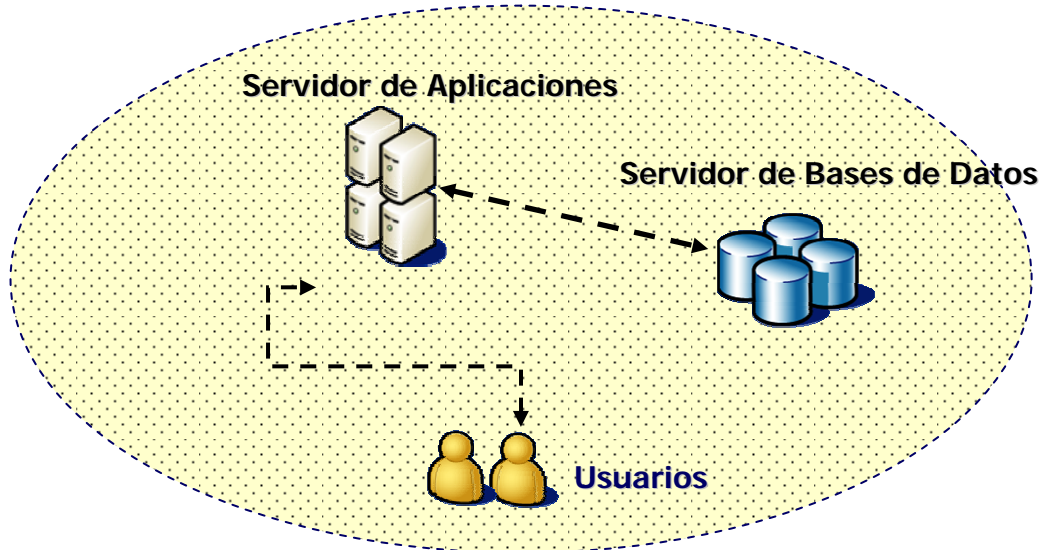 Servidor de Aplicaciones
Servidor de Bases de Datos
Usuarios